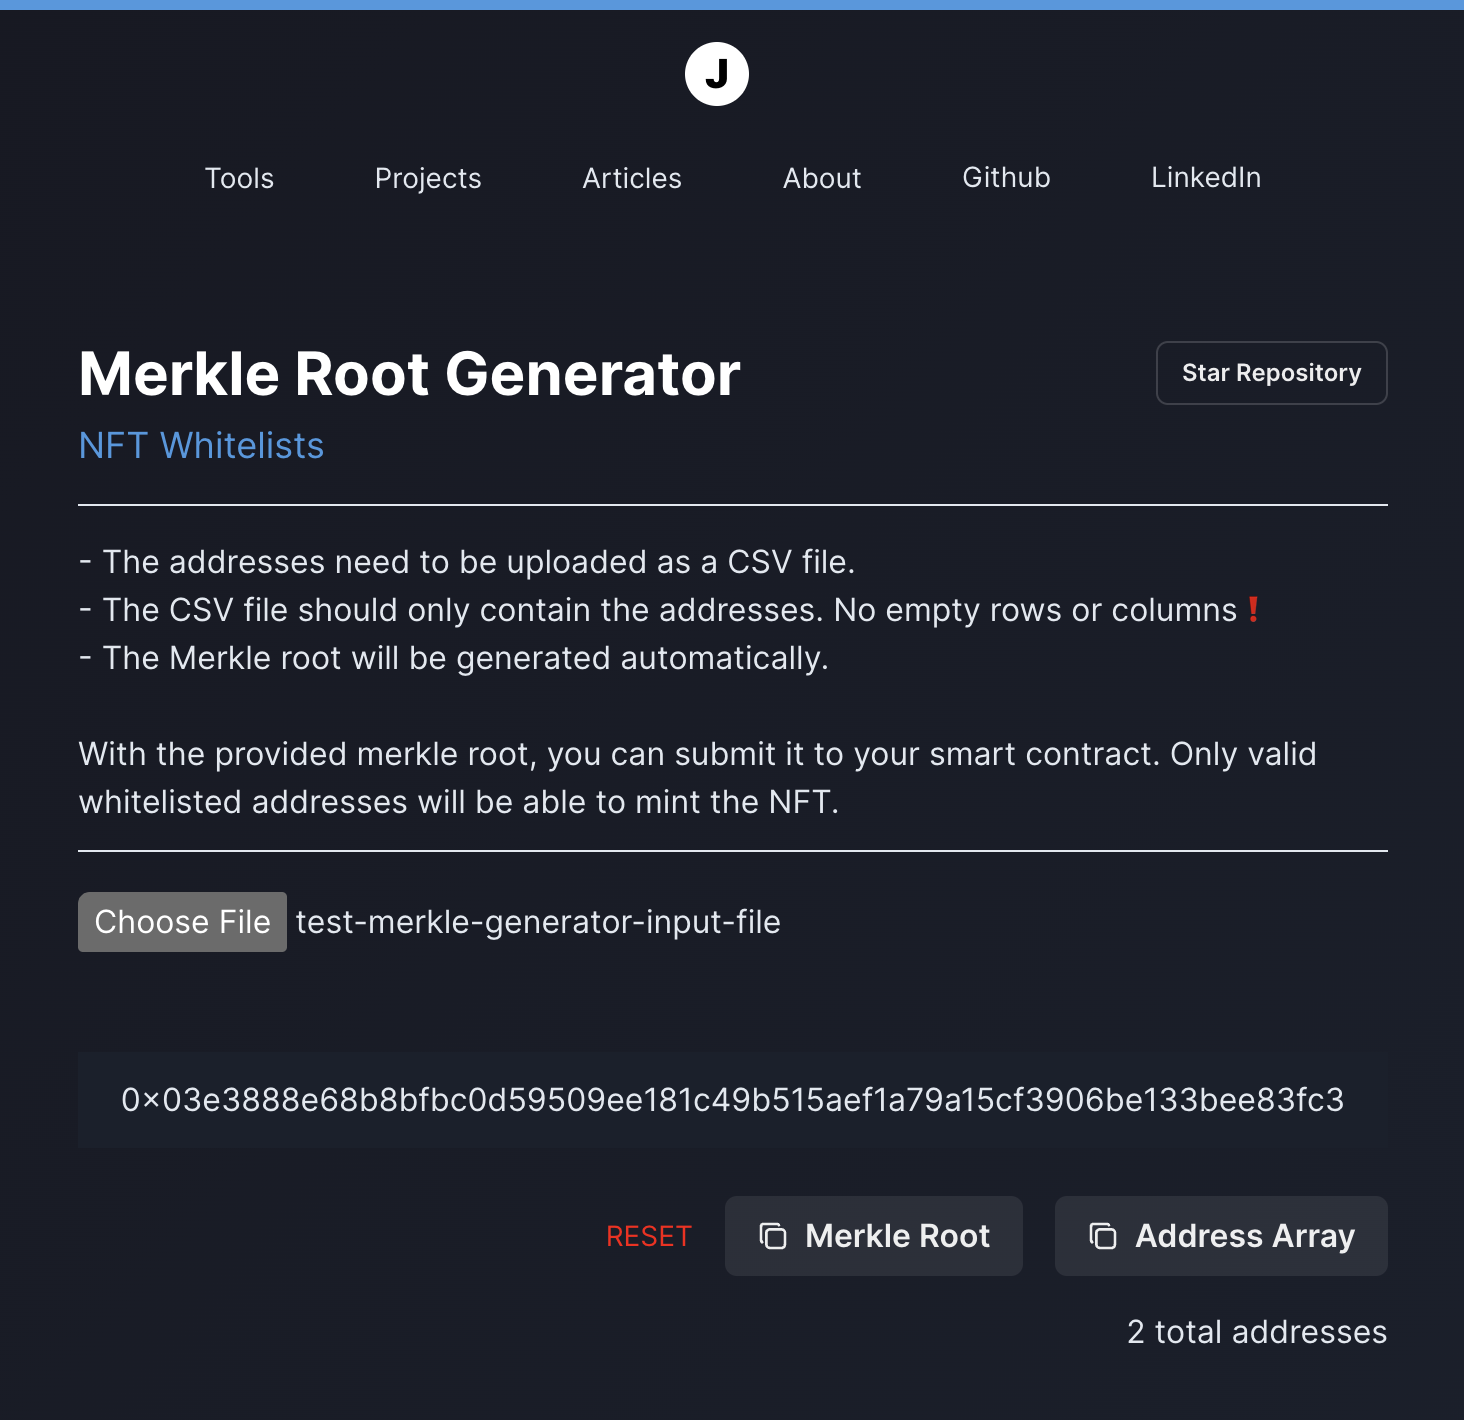 J
Tools Projects Articles About Github LinkedIn
Merkle Root Generator
Star Repository
NFT Whitelists
- The addresses need to be uploaded as a CSV file.
- The CSV file should only contain the addresses. No empty rows or columns ❗
- The Merkle root will be generated automatically.
With the provided merkle root, you can submit it to your smart contract. Only valid
whitelisted addresses will be able to mint the NFT.
Choose File test-merkle-generator-input-file
0×03e3888e68b8bfbc0d59509ee181c49b515aef1a79a15cf3906be133bee83fc3
RESET Merkle Root Address Array
2 total addresses